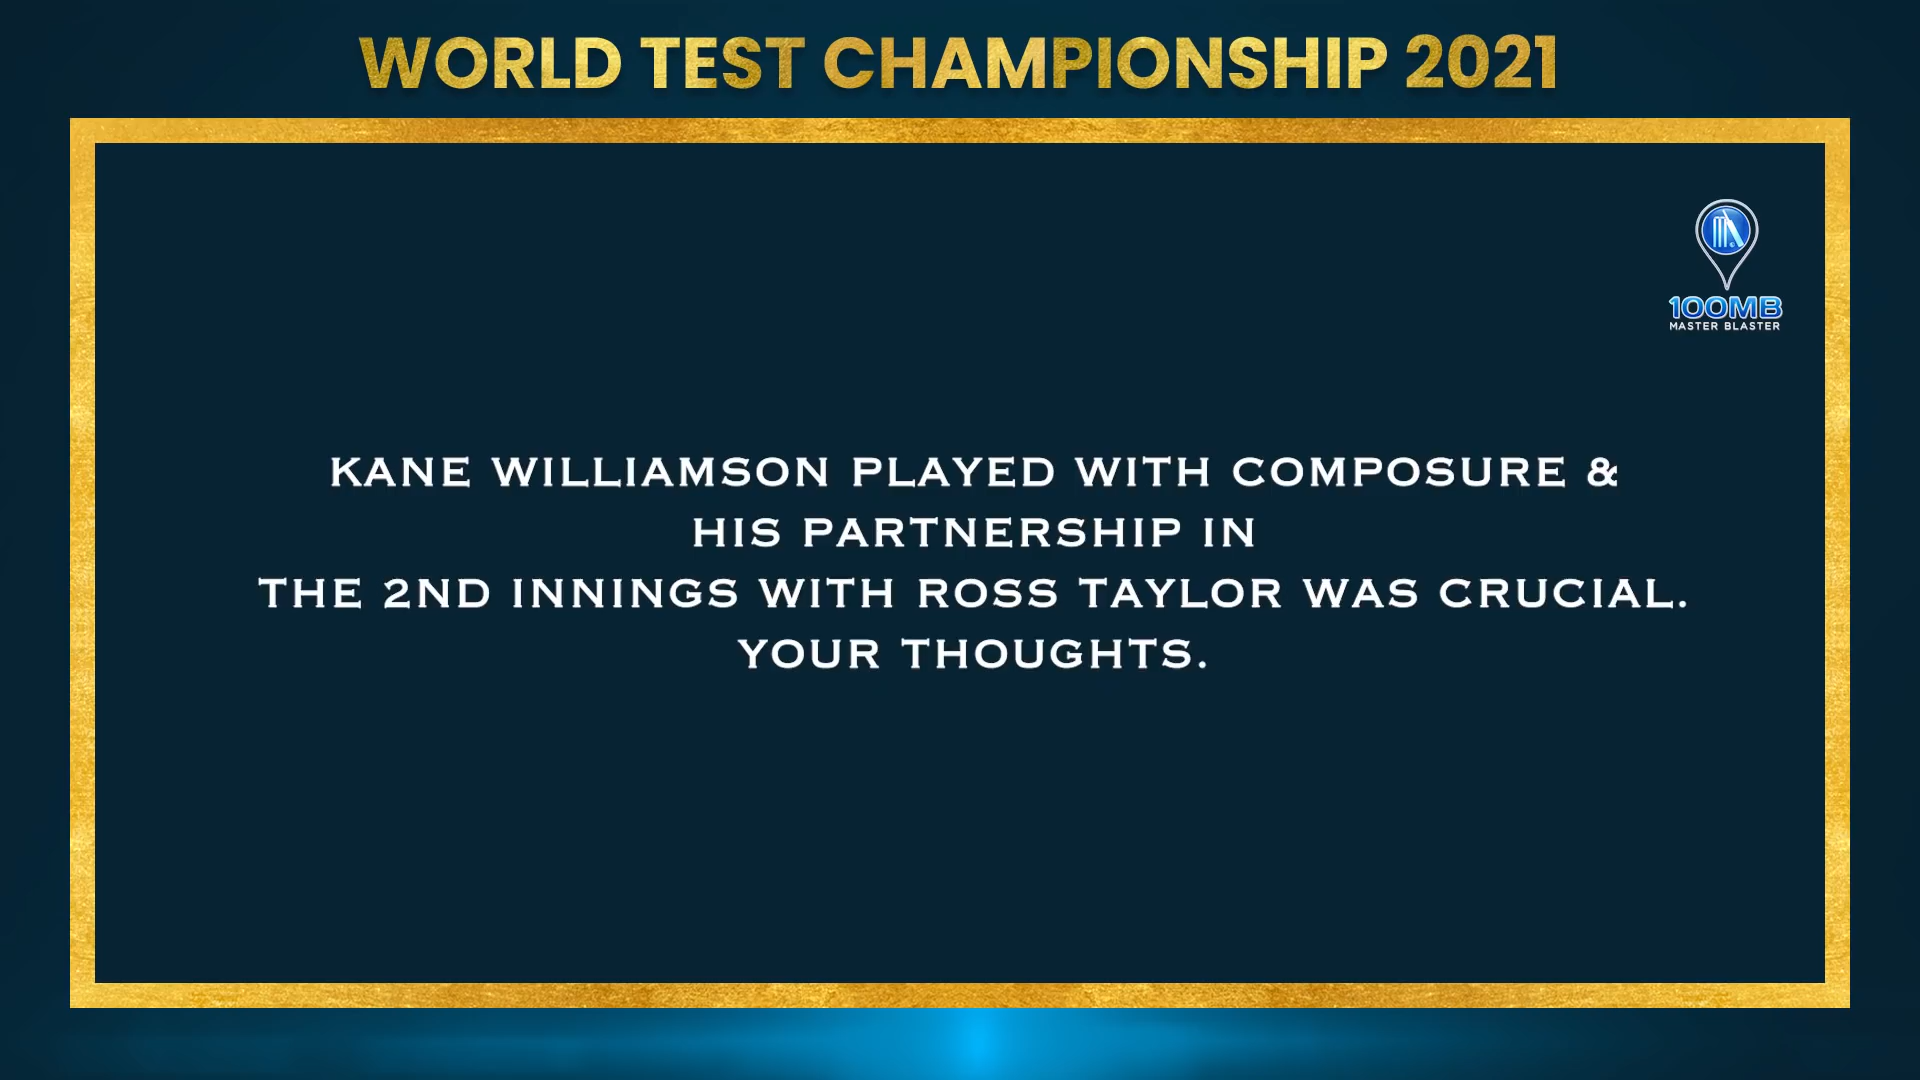 WORLD TEST CHAMPIONSHIP 2021
100MB
MASTER BLASTER
KANE WILLIAMSON PLAYED WITH COMPOSURE &
HIS PARTNERSHIP IN
THE 2ND INNINGS WITH ROSS TAYLOR WAS CRUCIAL.
YOUR THOUGHTS.